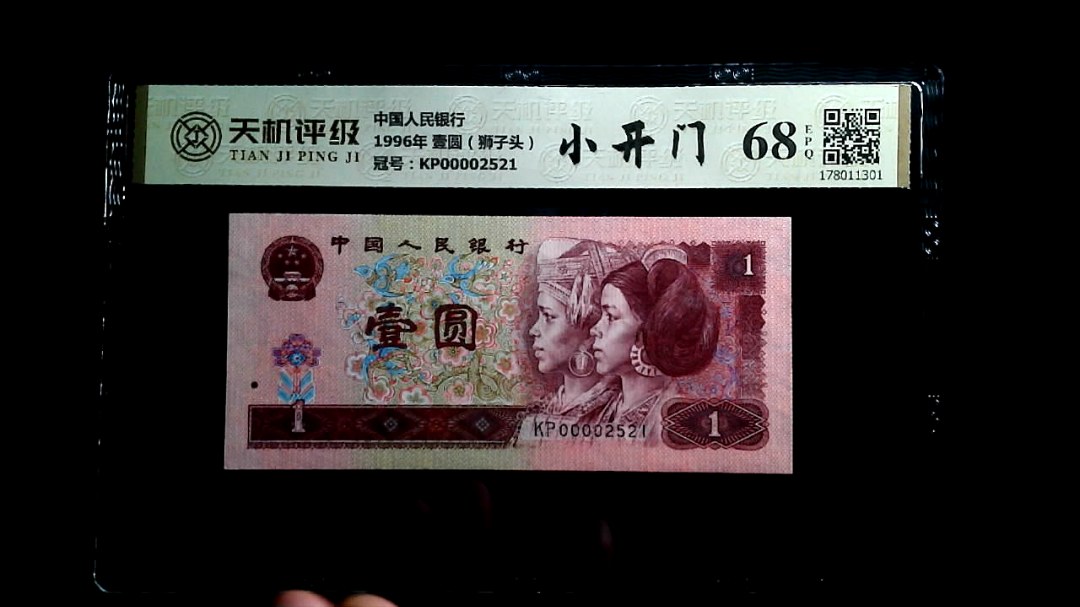 天机评级
TIAN JI PING JI
中国人民银行
1996年 壹圆（狮子头）
冠号：KP00002521
小开门
68
EPQ
178011301
中国人民银行
1
壹圆
1
KP00002521
1